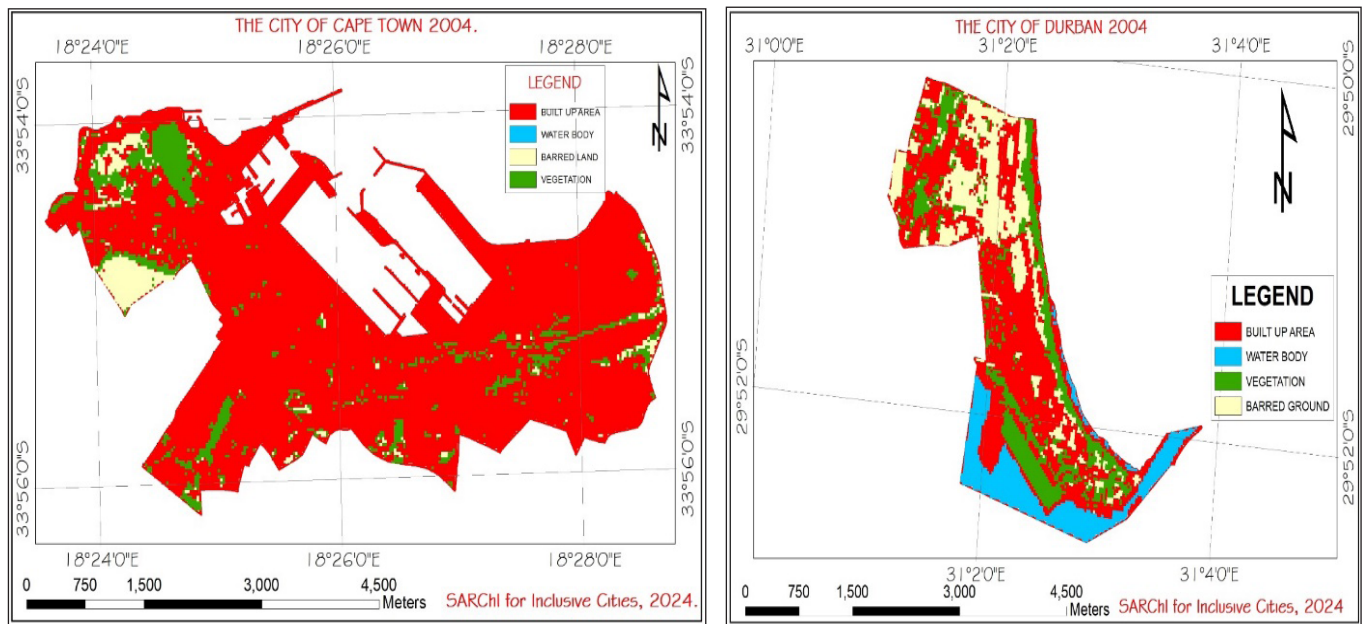 THE CITY OF CAPE TOWN 2004.
18°24'0"E
18°26'0"E
18°28'0"E
33°54'0"S
33°54'0"S
LEGEND
BUILT UP AREA
WATER BODY
BARRED LAND
VEGETATION
N
33°56'0"S
33°56'0"S
18°24'0"E
18°26'0"E
18°28'0"E
0 750 1,500 3,000 4,500
Meters
SARChI for Inclusive Cities, 2024.
THE CITY OF DURBAN 2004
31°0'0"E
31°2'0"E
31°4'0"E
29°50'0"S
N
LEGEND
BUILT UP AREA
WATER BODY
VEGETATION
BARRED GROUND
29°52'0"S
29°52'0"S
31°2'0"E
31°4'0"E
0 750 1,500 3,000 4,500
Meters
SARChI for Inclusive Cities, 2024